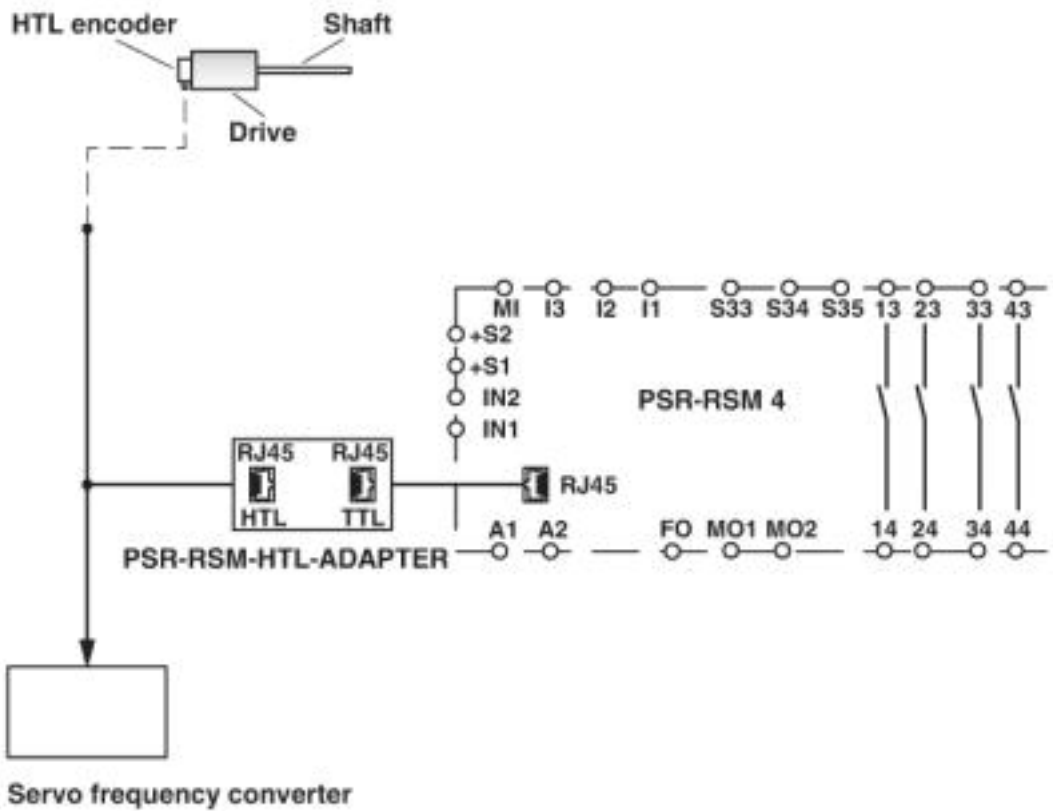 HTL encoder
Shaft
Drive
MI I3 I2 I1 S33 S34 S35 13 23 33 43
+S2
+S1
IN2
IN1
PSR-RSM 4
RJ45 RJ45
HTL TTL
RJ45
PSR-RSM-HTL-ADAPTER
A1 A2 FO MO1 MO2 14 24 34 44
Servo frequency converter